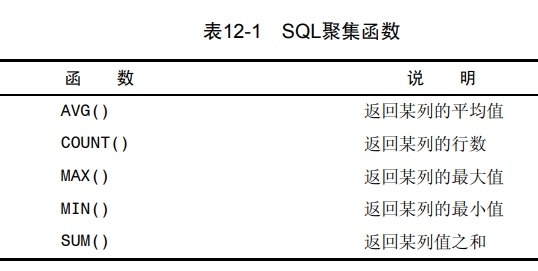 表12-1 SQL聚集函数
函 数 说 明
AVG() 返回某列的平均值
COUNT() 返回某列的行数
MAX() 返回某列的最大值
MIN() 返回某列的最小值
SUM() 返回某列值之和